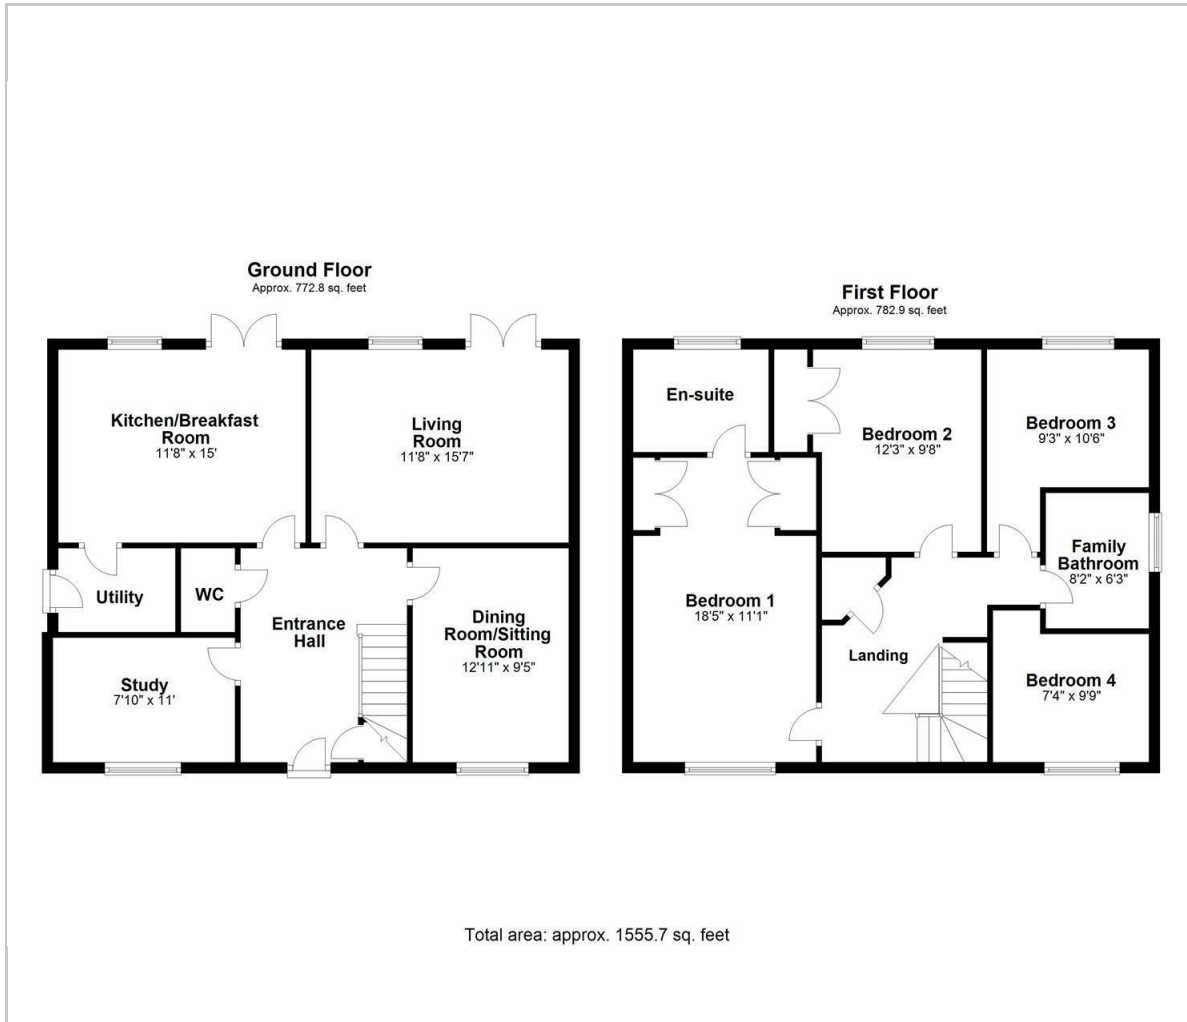 Ground Floor
Approx. 772.8 sq. feet
Kitchen/Breakfast
Room
11'8" x 15'
Living
Room
11'8" x 15'7"
Utility
WC
Entrance
Hall
Dining
Room/Sitting
Room
12'11" x 9'5"
Study
7'10" x 11'
First Floor
Approx. 782.9 sq. feet
En-suite
Bedroom 2
12'3" x 9'8"
Bedroom 3
9'3" x 10'6"
Family
Bathroom
8'2" x 6'3"
Bedroom 1
18'5" x 11'1"
Landing
Bedroom 4
7'4" x 9'9"
Total area: approx. 1555.7 sq. feet